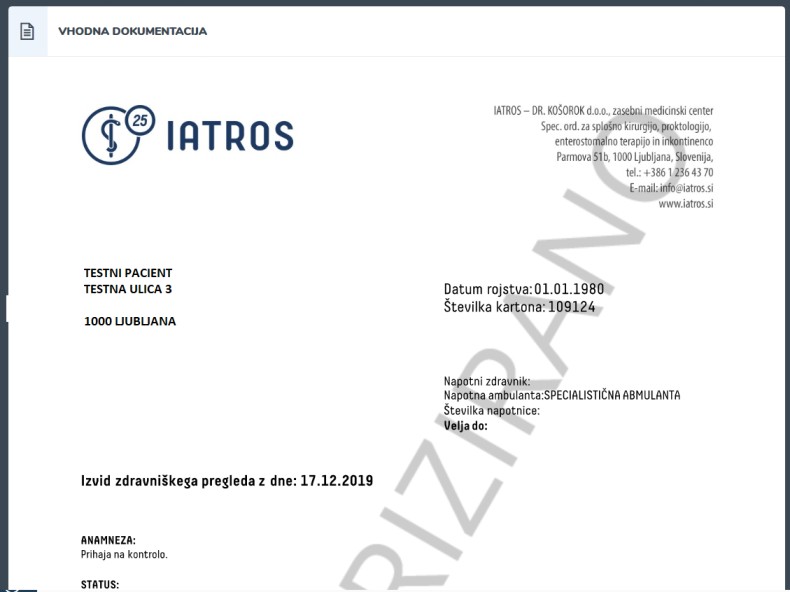 VHODNA DOKUMENTACIJA
25
IATROS
IATROS – DR. KOŠOROK d.o.o., zasebni medicinski center
Spec. ord. za splošno kirurgijo, proktologijo,
enterostomalno terapijo in inkontinenco
Parmova 51b, 1000 Ljubljana, Slovenija,
tel.: +386 1 236 43 70
E-mail: info@iatros.si
www.iatros.si
TESTNI PACIENT
TESTNA ULICA 3
1000 LJUBLJANA
Datum rojstva: 01.01.1980
Številka kartona: 109124
Napotni zdravnik:
Napotna ambulanta:SPECIALISTIČNA ABMULANTA
Številka napotnice:
Velja do:
Izvid zdravniškega pregleda z dne: 17.12.2019
ANAMNEZA:
Prihaja na kontrolo.
STATUS:
RIZIRANO